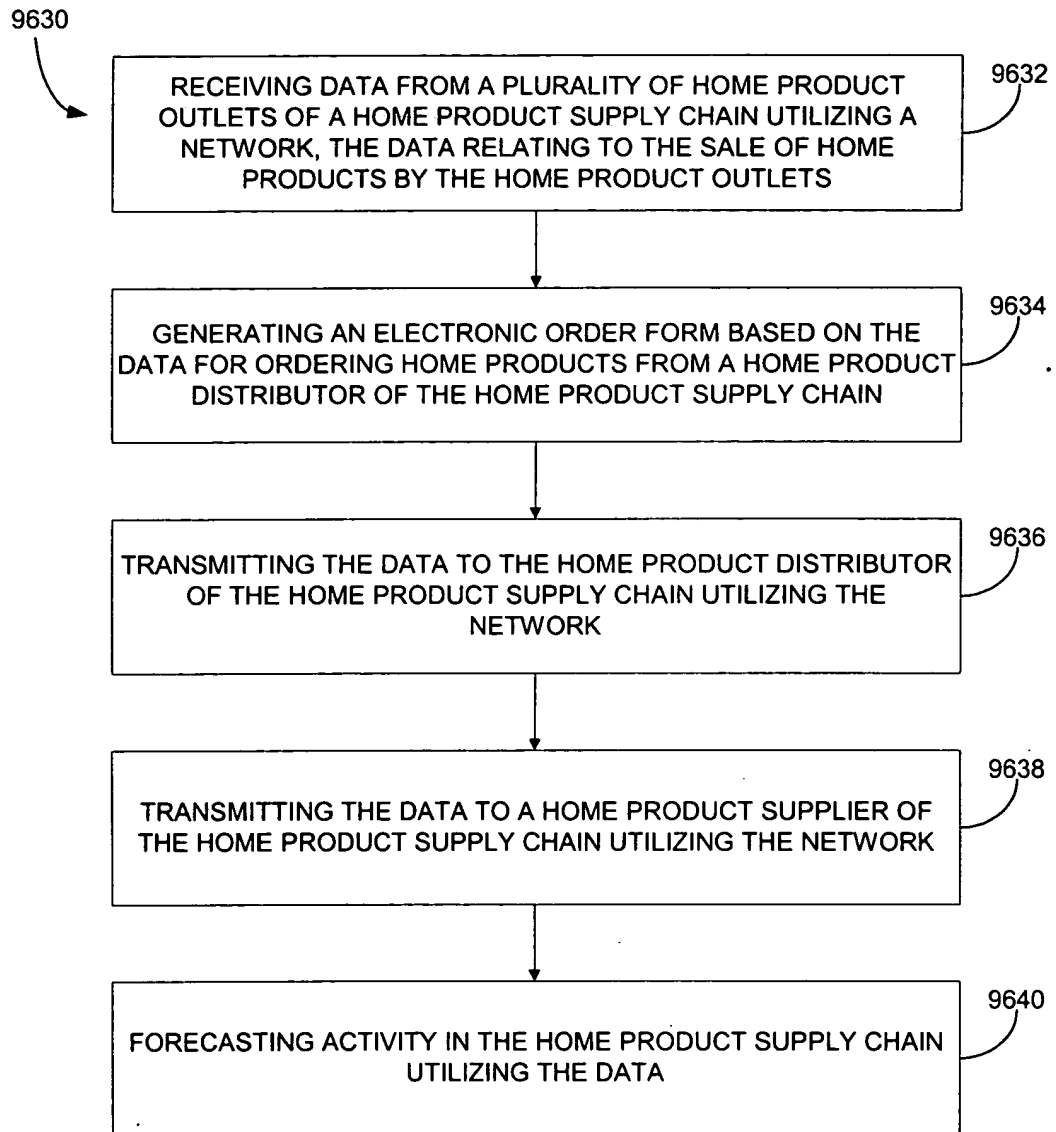 9630
RECEIVING DATA FROM A PLURALITY OF HOME PRODUCT
OUTLETS OF A HOME PRODUCT SUPPLY CHAIN UTILIZING A
NETWORK, THE DATA RELATING TO THE SALE OF HOME
PRODUCTS BY THE HOME PRODUCT OUTLETS
9632
GENERATING AN ELECTRONIC ORDER FORM BASED ON THE
DATA FOR ORDERING HOME PRODUCTS FROM A HOME PRODUCT
DISTRIBUTOR OF THE HOME PRODUCT SUPPLY CHAIN
9634
TRANSMITTING THE DATA TO THE HOME PRODUCT DISTRIBUTOR
OF THE HOME PRODUCT SUPPLY CHAIN UTILIZING THE
NETWORK
9636
TRANSMITTING THE DATA TO A HOME PRODUCT SUPPLIER OF
THE HOME PRODUCT SUPPLY CHAIN UTILIZING THE NETWORK
9638
FORECASTING ACTIVITY IN THE HOME PRODUCT SUPPLY CHAIN
UTILIZING THE DATA
9640